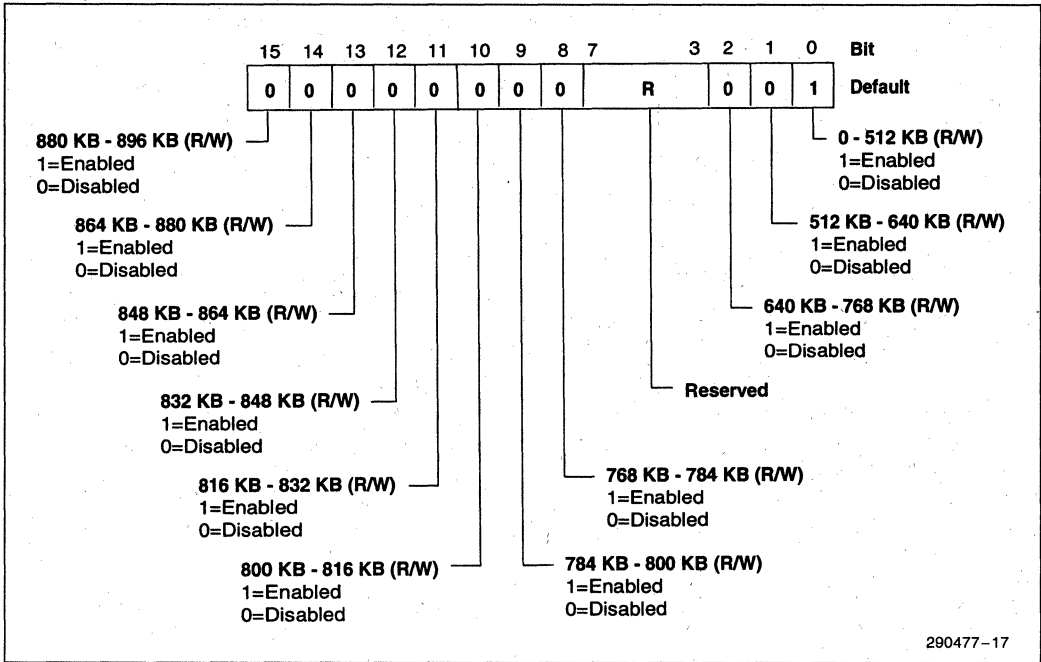 15 14 13 12 11 10 9 8 7 3 2 1 0 Bit
0 0 0 0 0 0 0 0 R 0 0 1 Default
880 KB - 896 KB (R/W)
1=Enabled
0=Disabled
864 KB - 880 KB (R/W)
1=Enabled
0=Disabled
848 KB - 864 KB (R/W)
1=Enabled
0=Disabled
832 KB - 848 KB (R/W)
1=Enabled
0=Disabled
816 KB - 832 KB (R/W)
1=Enabled
0=Disabled
800 KB - 816 KB (R/W)
1=Enabled
0=Disabled
0 - 512 KB (R/W)
1=Enabled
0=Disabled
512 KB - 640 KB (R/W)
1=Enabled
0=Disabled
640 KB - 768 KB (R/W)
1=Enabled
0=Disabled
Reserved
768 KB - 784 KB (R/W)
1=Enabled
0=Disabled
784 KB - 800 KB (R/W)
1=Enabled
0=Disabled
290477-17